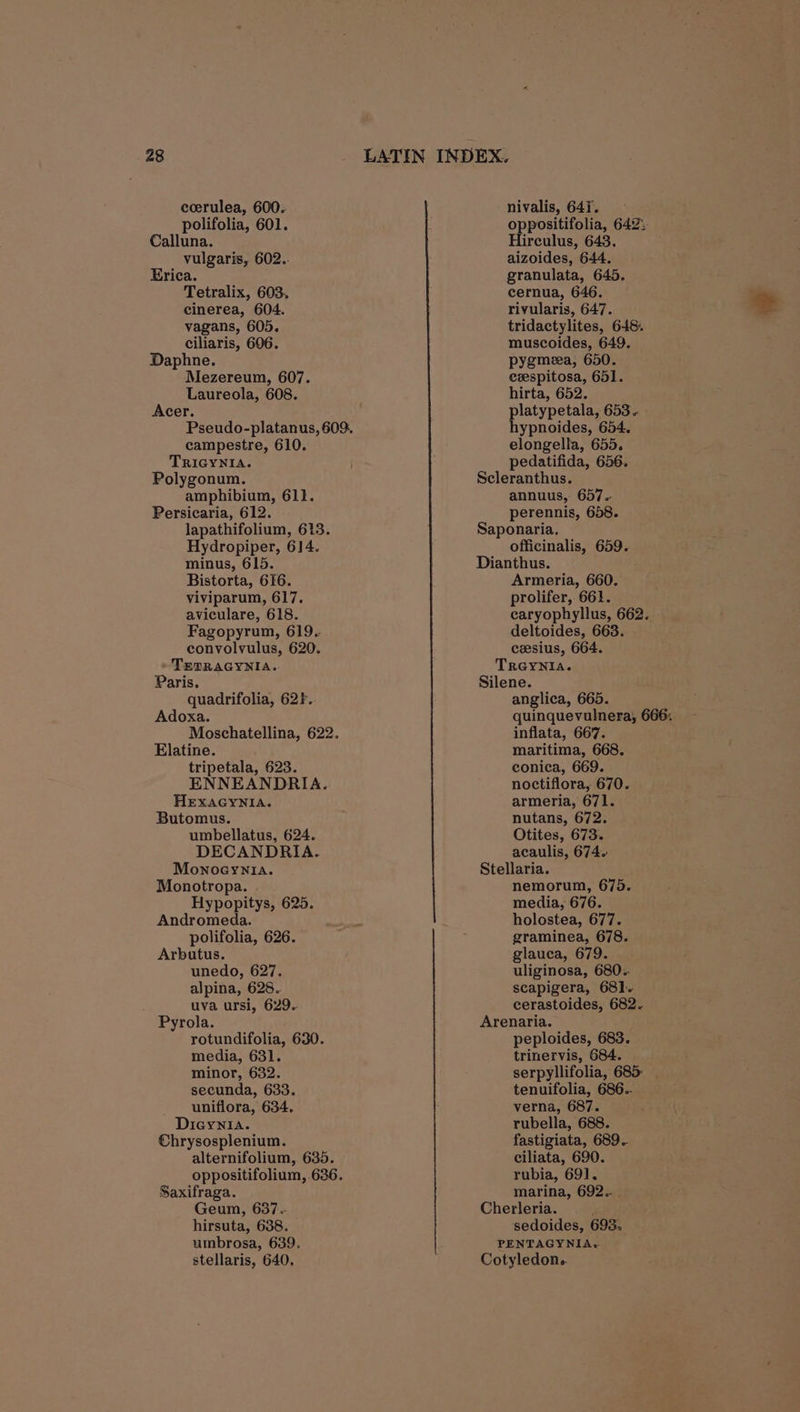 28
LATIN INDEX.
cœrulea, 600.
polifolia, 601.
Calluna.
vulgaris, 602.
Erica.
Tetralix, 603.
cinerea, 604.
vagans, 605.
ciliaris, 606.
Daphne.
Mezereum, 607.
Laureola, 608.
Acer.
Pseudo-platanus, 609.
campestre, 610.
TRIGYNIA.
Polygonum.
amphibium, 611.
Persicaria, 612.
lapathifolium, 613.
Hydropiper, 614.
minus, 615.
Bistorta, 616.
viviparum, 617.
aviculare, 618.
Fagopyrum, 619.
convolvulus, 620.
TETRAGYNIA.
Paris.
quadrifolia, 621.
Adoxa.
Moschatellina, 622.
Elatine.
tripetala, 623.
ENNEANDRIA.
HEXAGYNIA.
Butomus.
umbellatus, 624.
DECANDRIA.
MONOGYNIA.
Monotropa.
Hypopitys, 625.
Andromeda.
polifolia, 626.
Arbutus.
unedo, 627.
alpina, 628.
uva ursi, 629.
Pyrola.
rotundifolia, 630.
media, 631.
minor, 632.
secunda, 633.
uniflora, 634.
DIGYNIA.
Chrysosplenium.
alternifolium, 635.
oppositifolium, 636.
Saxifraga.
Geum, 637.
hirsuta, 638.
umbrosa, 639.
stellaris, 640.
nivalis, 641.
oppositifolia, 642.
Hirculus, 643.
aizoides, 644.
granulata, 645.
cernua, 646.
rivularis, 647.
tridactylites, 648.
muscoides, 649.
pygmæa, 650.
cæspitosa, 651.
hirta, 652.
platypetala, 653.
hypnoides, 654.
elongella, 655.
pedatifida, 656.
Scleranthus.
annuus, 657.
perennis, 658.
Saponaria.
officinalis, 659.
Dianthus.
Armeria, 660.
prolifer, 661.
caryophyllus, 662.
deltoides, 663.
cæsius, 664.
TRGYNIA.
Silene.
anglica, 665.
quinquevulnera, 666.
inflata, 667.
maritima, 668.
conica, 669.
noctiflora, 670.
armeria, 671.
nutans, 672.
Otites, 673.
acaulis, 674.
Stellaria.
nemorum, 675.
media, 676.
holostea, 677.
graminea, 678.
glauca, 679.
uliginosa, 680.
scapigera, 681.
cerastoides, 682.
Arenaria.
peploides, 683.
trinervis, 684.
serpyllifolia, 685
tenuifolia, 686.
verna, 687.
rubella, 688.
fastigiata, 689.
ciliata, 690.
rubia, 691.
marina, 692.
Cherleria.
sedoides, 693.
PENTAGYNIA.
Cotyledon.